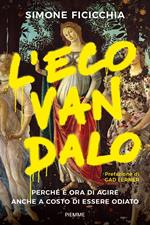 SIMONE FICICCHIA
L'ECO
VAN
DALO
Prefazione di
GAD LERNER
PERCHÉ È ORA DI AGIRE
ANCHE A COSTO DI ESSERE ODIATO
PIEMME